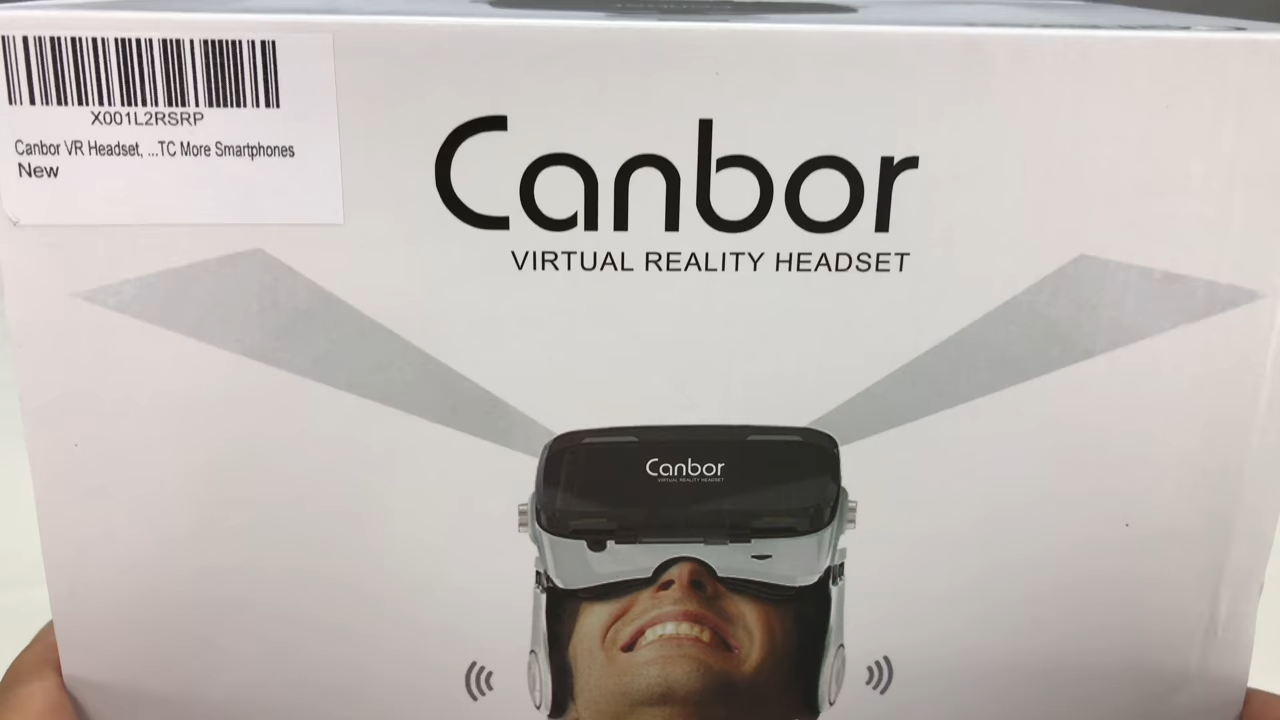 X001L2RSRP
Canbor VR Headset, ...TC More Smartphones
New
Canbor
VIRTUAL REALITY HEADSET
Canbor
VIRTUAL REALITY HEADSET